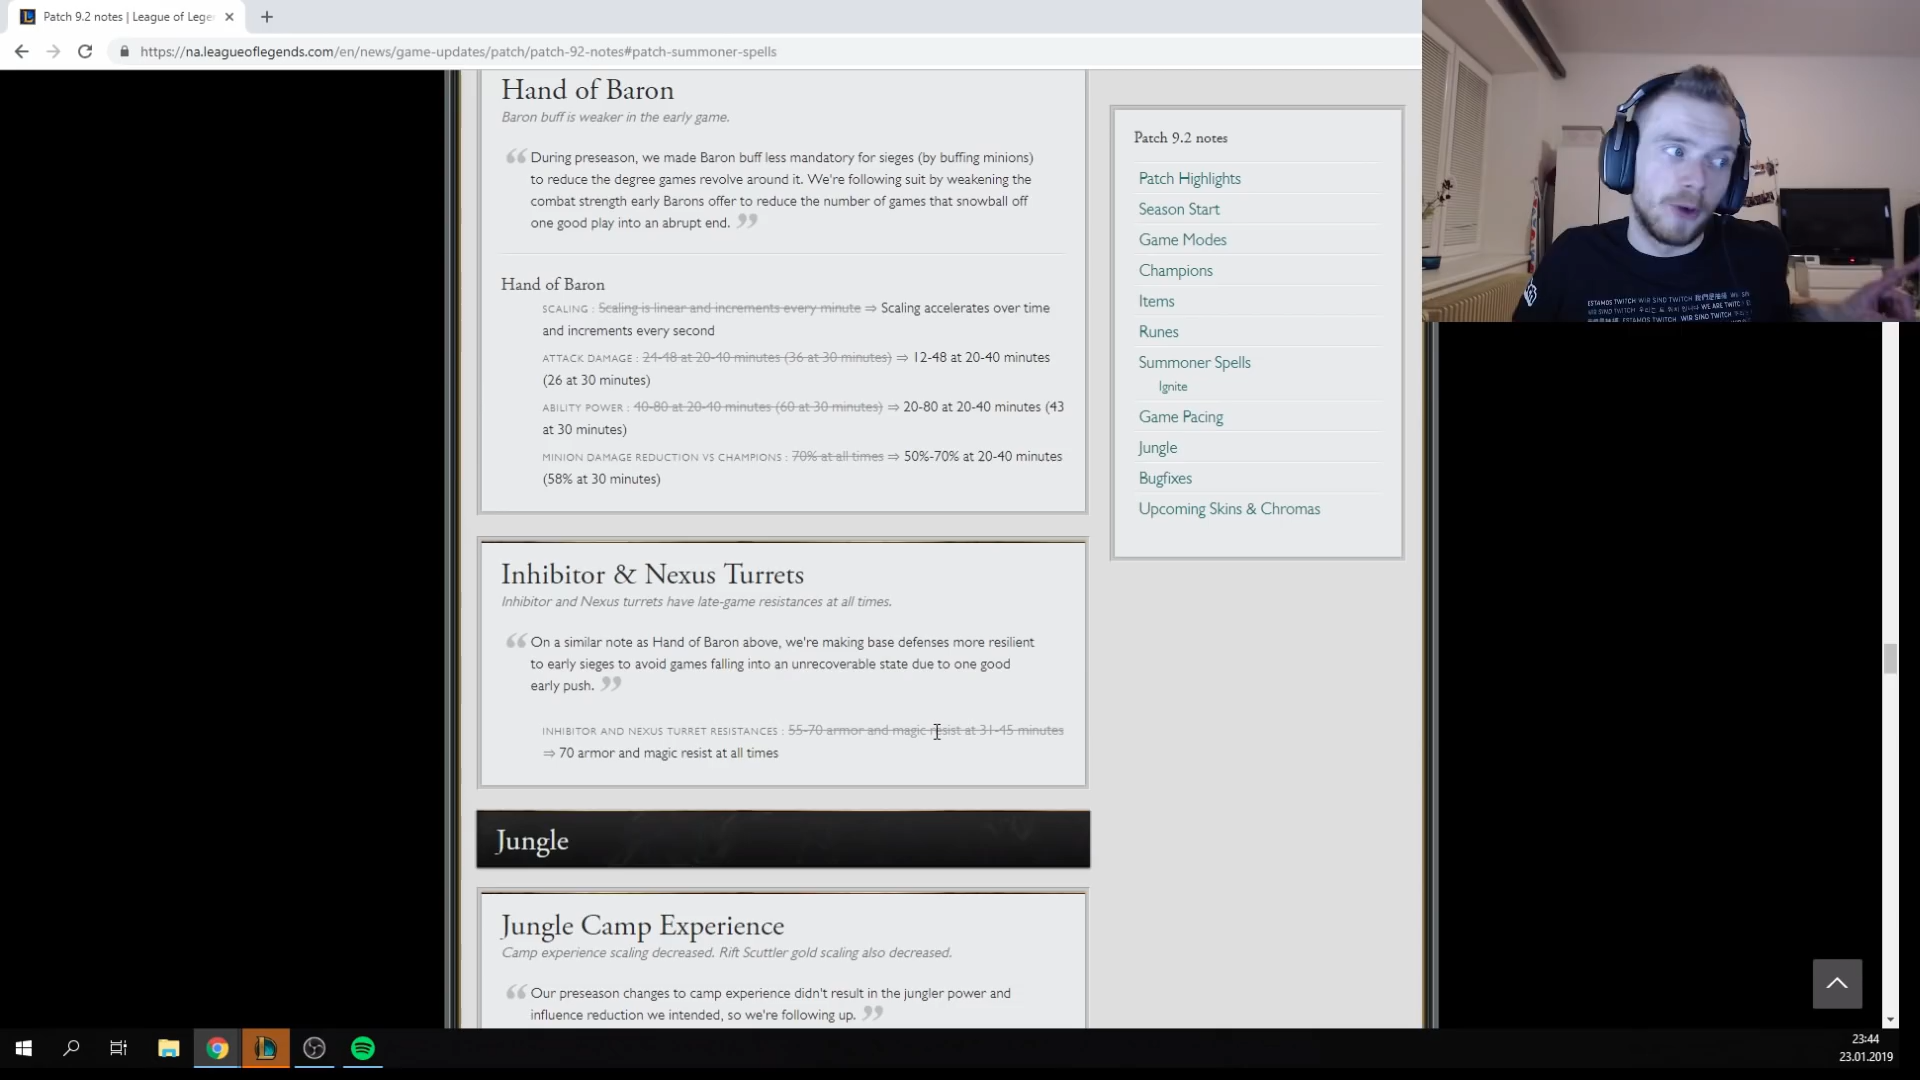 Patch 9.2 notes | League of Lege
https://na.leagueoflegends.com/en/news/game-updates/patch/patch-92-notes#patch-summoner-spells
Hand of Baron
Baron buff is weaker in the early game.
“ During preseason, we made Baron buff less mandatory for sieges (by buffing minions)
to reduce the degree games revolve around it. We're following suit by weakening the
combat strength early Barons offer to reduce the number of games that snowball off
one good play into an abrupt end. ”
Hand of Baron
SCALING : Scaling is linear and increments every minute ⇒ Scaling accelerates over time
and increments every second
ATTACK DAMAGE : 24-48 at 20-40 minutes (36 at 30 minutes) ⇒ 12-48 at 20-40 minutes
(26 at 30 minutes)
ABILITY POWER : 40-80 at 20-40 minutes (60 at 30 minutes) ⇒ 20-80 at 20-40 minutes (43
at 30 minutes)
MINION DAMAGE REDUCTION VS CHAMPIONS : 70% at all times ⇒ 50%-70% at 20-40 minutes
(58% at 30 minutes)
Inhibitor & Nexus Turrets
Inhibitor and Nexus turrets have late-game resistances at all times.
“ On a similar note as Hand of Baron above, we're making base defenses more resilient
to early sieges to avoid games falling into an unrecoverable state due to one good
early push. ”
INHIBITOR AND NEXUS TURRET RESISTANCES : 55-70 armor and magic resist at 31-45 minutes
⇒ 70 armor and magic resist at all times
Jungle
Jungle Camp Experience
Camp experience scaling decreased. Rift Scuttler gold scaling also decreased.
“ Our preseason changes to camp experience didn't result in the jungler power and
influence reduction we intended, so we're following up. ”
Patch 9.2 notes
Patch Highlights
Season Start
Game Modes
Champions
Items
Runes
Summoner Spells
Ignite
Game Pacing
Jungle
Bugfixes
Upcoming Skins & Chromas
ESTAMOS TWITCH WIR SIND TWITCH
WE ARE TWITC
ESTAMOS TWITCH WIR SIND TWITCH
23:44
23.01.2019